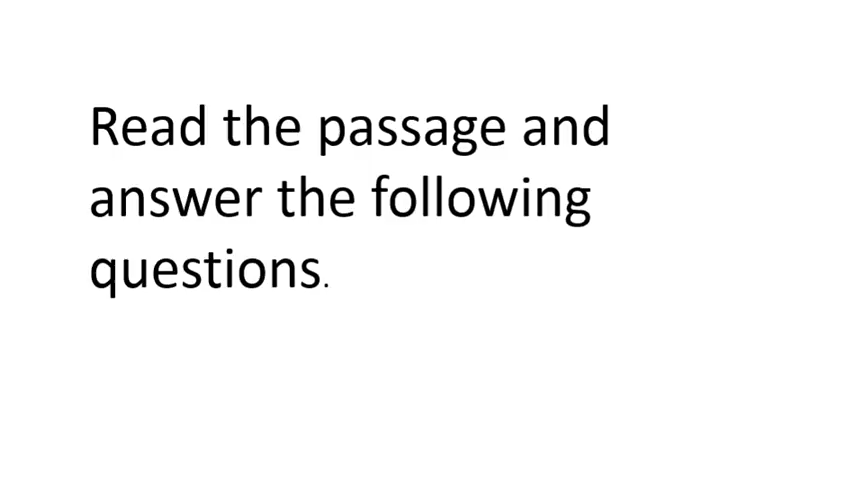 Read the passage and
answer the following
questions.